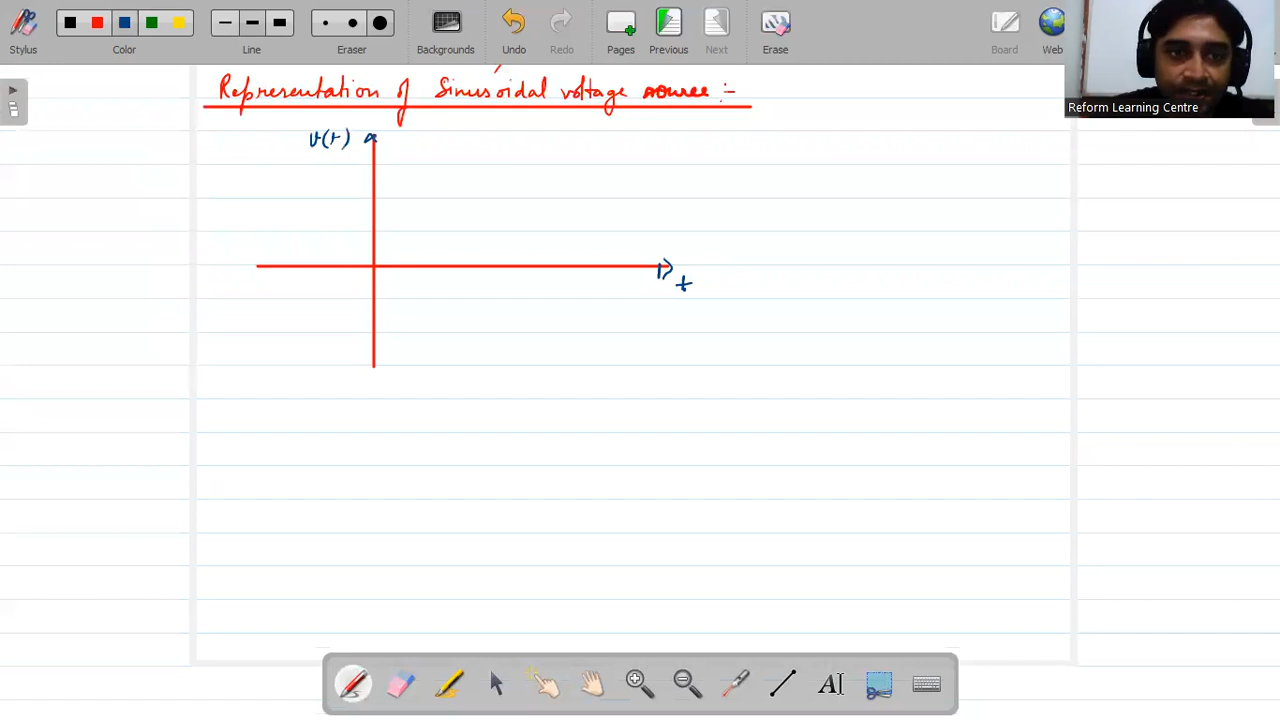 Stylus
Color
Line
Eraser
Backgrounds
Undo
Redo
Pages
Previous
Next
Erase
Board
Web
Reform Learning Centre
Representation of Sinusoidal voltage source :-
v(t)
t